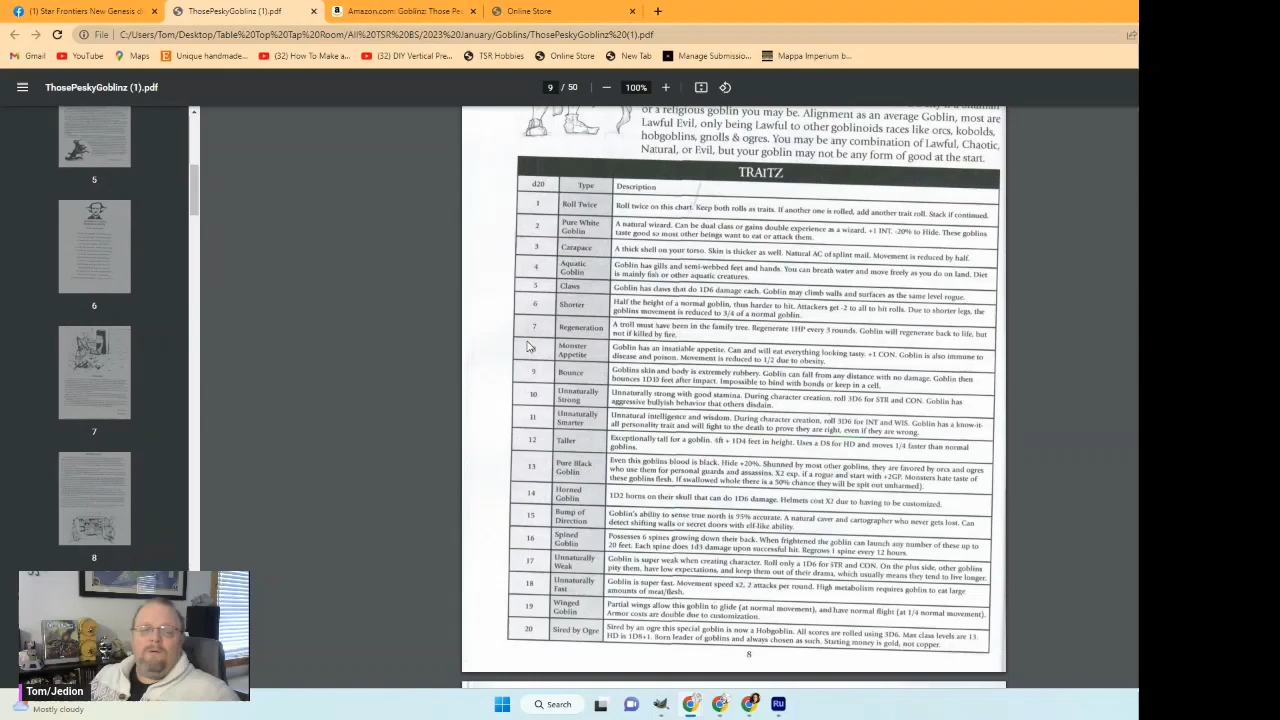 (1) Star Frontiers New Genesis cl
ThosePeskyGoblinz (1).pdf
Amazon.com: Goblinz: Those Pe
Online Store
File
C:/Users/Tom/Desktop/Table%20Top%20Tap%20Room/All%20TSR%20BS/2023%20January/Goblins/ThosePeskyGoblinz%20(1).pdf
Gmail
YouTube
Maps
Unique handmade...
(32) How To Make a...
(32) DIY Vertical Pre...
TSR Hobbies
Online Store
New Tab
Manage Submissio...
Mappa Imperium b...
ThosePeskyGoblinz (1).pdf
9 / 50
100%
5
6
7
8
or a religious goblin you may be. Alignment as an average Goblin, most are
Lawful Evil, only being Lawful to other goblinoids races like orcs, kobolds,
hobgoblins, gnolls & ogres. You may be any combination of Lawful, Chaotic,
Natural, or Evil, but your goblin may not be any form of good at the start.
TRAITZ
d20 Type Description
1 Roll Twice Roll twice on this chart. Keep both rolls as traits. If another one is rolled, add another trait roll. Stack if continued.
2 Pure White Goblin A natural wizard. Can be dual class or gains double experience as a wizard. +1 INT. -20% to Hide. These goblins
taste good so most other beings want to eat or attack them.
3 Carapace A thick shell on your torso. Skin is thicker as well. Natural AC of splint mail. Movement is reduced by half.
4 Aquatic Goblin Goblin has gills and semi-webbed feet and hands. You can breath water and move freely as you do on land. Diet
is mainly fish or other aquatic creatures.
5 Claws Goblin has claws that do 1D6 damage each. Goblin may climb walls and surfaces as the same level rogue.
6 Shorter Half the height of a normal goblin, thus harder to hit. Attackers get -2 to all to hit rolls. Due to shorter legs, the
goblins movement is reduced to 3/4 of a normal goblin.
7 Regeneration A troll must have been in the family tree. Regenerate 1HP every 3 rounds. Goblin will regenerate back to life, but
not if killed by fire.
Monster Appetite Goblin has an insatiable appetite. Can and will eat everything looking tasty. +1 CON. Goblin is also immune to
disease and poison. Movement is reduced to 1/2 due to obesity.
9 Bounce Goblins skin and body is extremely rubbery. Goblin can fall from any distance with no damage. Goblin then
bounces 1D10 feet after impact. Impossible to bind with bonds or keep in a cell.
10 Unnaturally Strong Unnaturally strong with good stamina. During character creation, roll 3D6 for STR and CON. Goblin has
aggressive bullyish behavior that others disdain.
11 Unnaturally Smarter Unnatural intelligence and wisdom. During character creation, roll 3D6 for INT and WIS. Goblin has a know-it-
all personality trait and will fight to the death to prove they are right, even if they are wrong.
12 Taller Exceptionally tall for a goblin. 4ft + 1D4 feet in height. Uses a D8 for HD and moves 1/4 faster than normal
goblins.
13 Pure Black Goblin Even this goblins blood is black. Hide +20%. Shunned by most other goblins, they are favored by orcs and ogres
who use them for personal guards and assassins. X2 exp. if a rogue and start with +2GP. Monsters hate taste of
these goblins flesh. If swallowed whole there is a 50% chance they will be spit out unharmed).
14 Horned Goblin 1D2 horns on their skull that can do 1D6 damage. Helmets cost X2 due to having to be customized.
15 Bump of Direction Goblin's ability to sense true north is 95% accurate. A natural caver and cartographer who never gets lost. Can
detect shifting walls or secret doors with elf-like ability.
16 Spined Goblin Possesses 6 spines growing down their back. When frightened the goblin can launch any number of these up to
20 feet. Each spine does 1d3 damage upon successful hit. Regrows 1 spine every 12 hours.
17 Unnaturally Weak Goblin is super weak when creating character. Roll only a 1D6 for STR and CON. On the plus side, other goblins
pity them, have low expectations, and keep them out of their drama, which usually means they tend to live longer.
18 Unnaturally Fast Goblin is super fast. Movement speed x2, 2 attacks per round. High metabolism requires goblin to eat large
amounts of meat/flesh.
19 Winged Goblin Partial wings allow this goblin to glide (at normal movement), and have normal flight (at 1/4 normal movement).
Armor costs are double due to customization.
20 Sired by Ogre Sired by an ogre this special goblin is now a Hobgoblin. All scores are rolled using 3D6. Max class levels are 13.
HD is 1D8+1. Born leader of goblins and always chosen as such. Starting money is gold, not copper.
8
Tom/Jedion
Mostly cloudy
Search
Ru